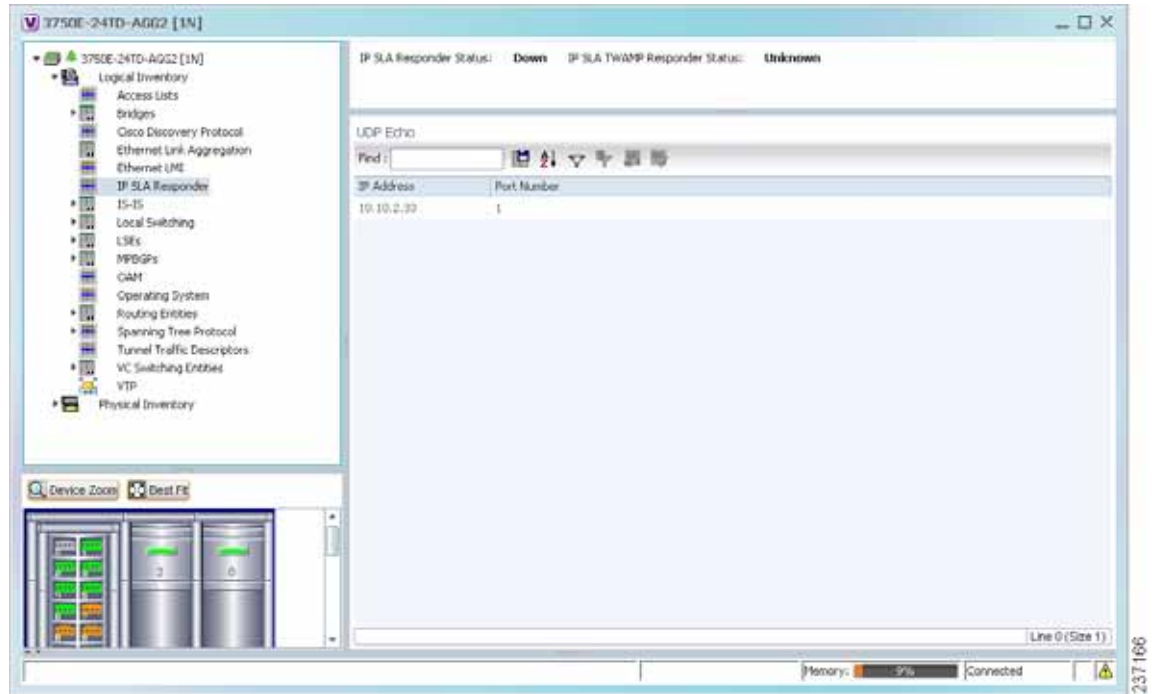 V 3750E-24TD-AGG2 [1N]
3750E-24TD-AGG2 [1N]
Logical Inventory
Access Lists
Bridges
Cisco Discovery Protocol
Ethernet Link Aggregation
Ethernet LMI
IP SLA Responder
IS-IS
Local Switching
LSEs
MPBGPs
OAM
Operating System
Routing Entities
Spanning Tree Protocol
Tunnel Traffic Descriptors
VC Switching Entities
VTP
Physical Inventory
Device Zoom Best Fit
2 0
IP SLA Responder Status: Down IP SLA TWAMP Responder Status: Unknown
UDP Echo
Find :
IP Address Port Number
10.10.2.33 1
Line 0 (Size 1)
Memory: 9% Connected
237166